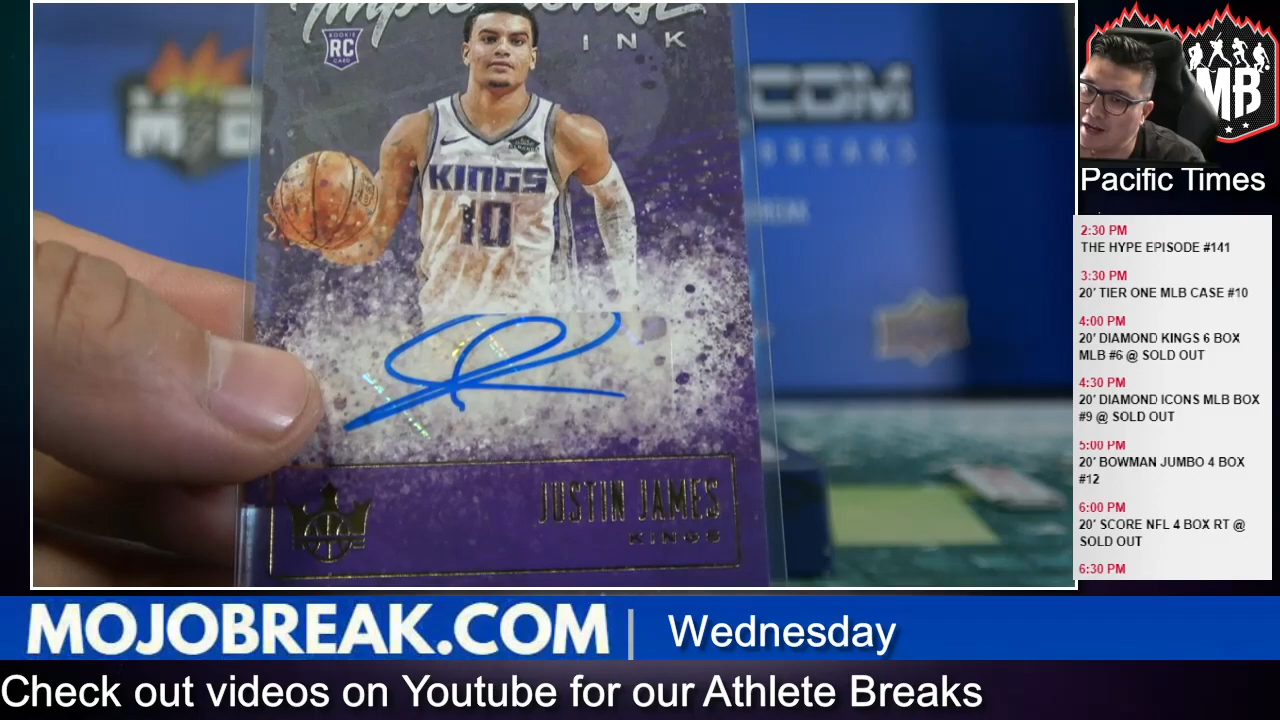 INK
ROOKIE
RC
CARD
KINGS
10
JUSTIN JAMES
KINGS
COM
BREAKS
MB
Pacific Times
2:30 PM
THE HYPE EPISODE #141
3:30 PM
20' TIER ONE MLB CASE #10
4:00 PM
20' DIAMOND KINGS 6 BOX
MLB #6 @ SOLD OUT
4:30 PM
20' DIAMOND ICONS MLB BOX
#9 @ SOLD OUT
5:00 PM
20' BOWMAN JUMBO 4 BOX
#12
6:00 PM
20' SCORE NFL 4 BOX RT @
SOLD OUT
6:30 PM
MOJOBREAK.COM | Wednesday
Check out videos on Youtube for our Athlete Breaks